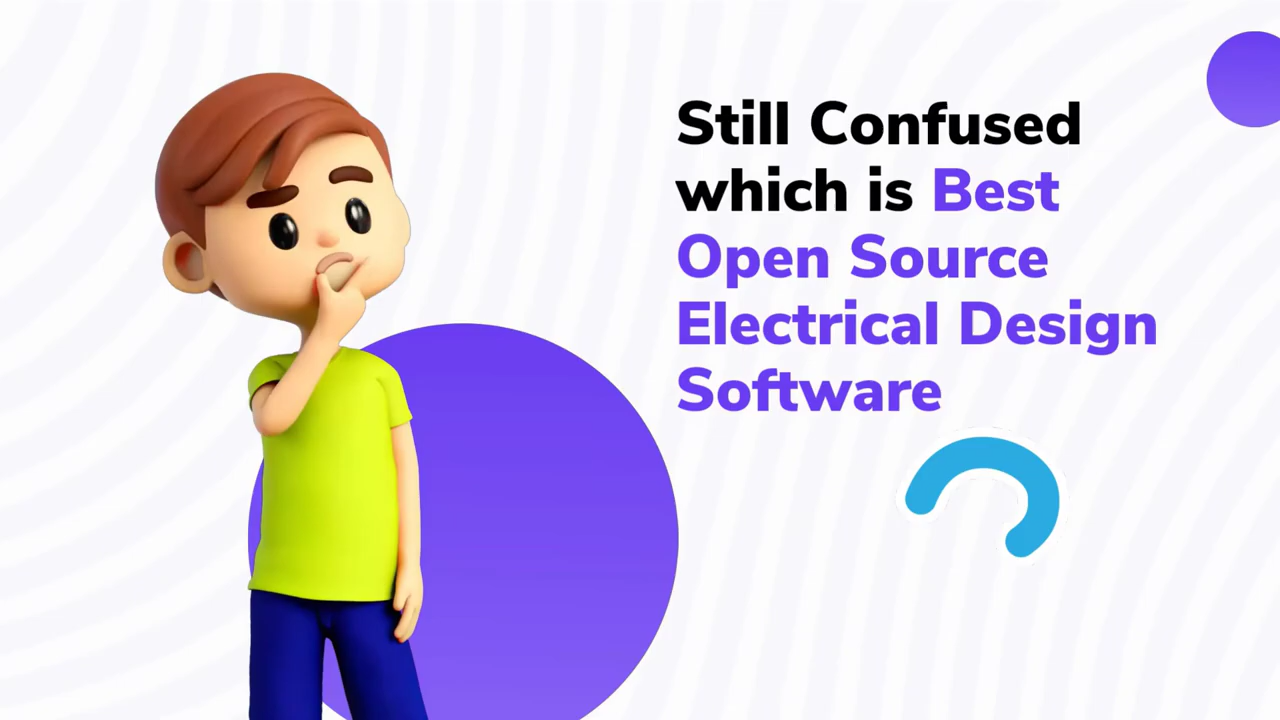 Still Confused
which is Best
Open Source
Electrical Design
Software